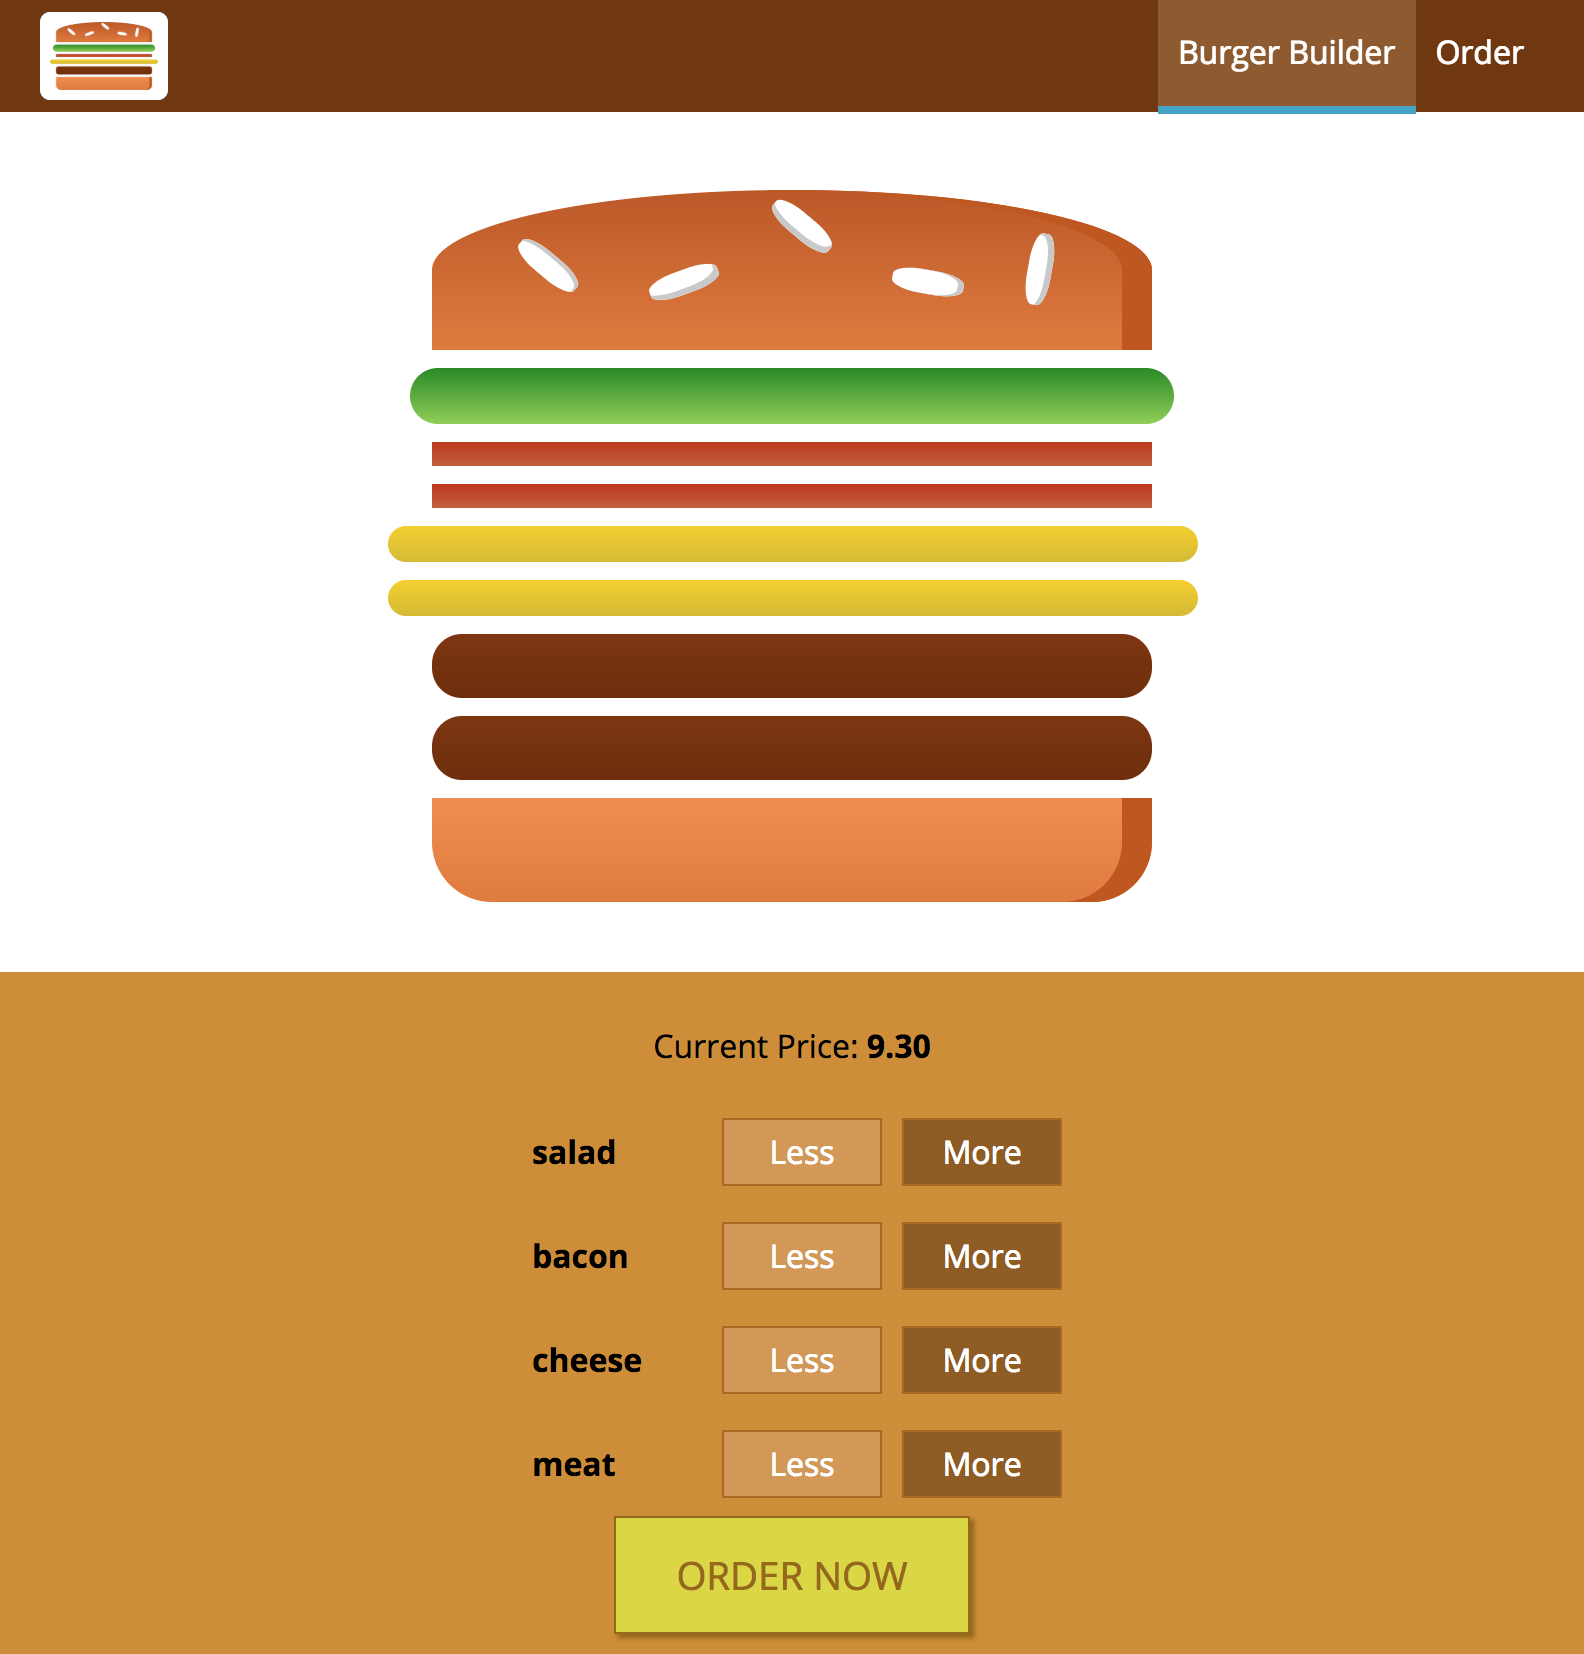 Burger Builder Order
Current Price: 9.30
salad Less More
bacon Less More
cheese Less More
meat Less More
ORDER NOW